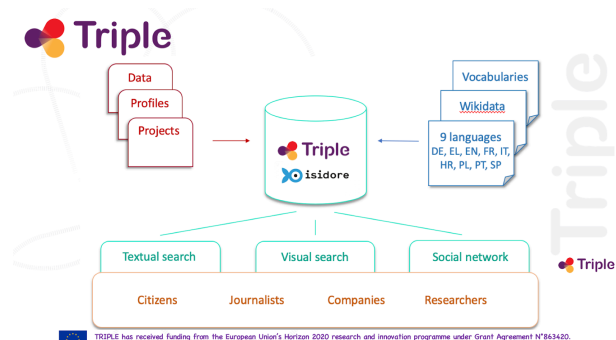 Triple
Data
Profiles
Projects
Vocabularies
Wikidata
9 languages
DE, EL, EN, FR, IT,
HR, PL, PT, SP
Triple
isidore
Textual search
Visual search
Social network
Citizens
Journalists
Companies
Researchers
Triple
Triple
TRIPLE has received funding from the European Union's Horizon 2020 research and innovation programme under Grant Agreement N°863420.